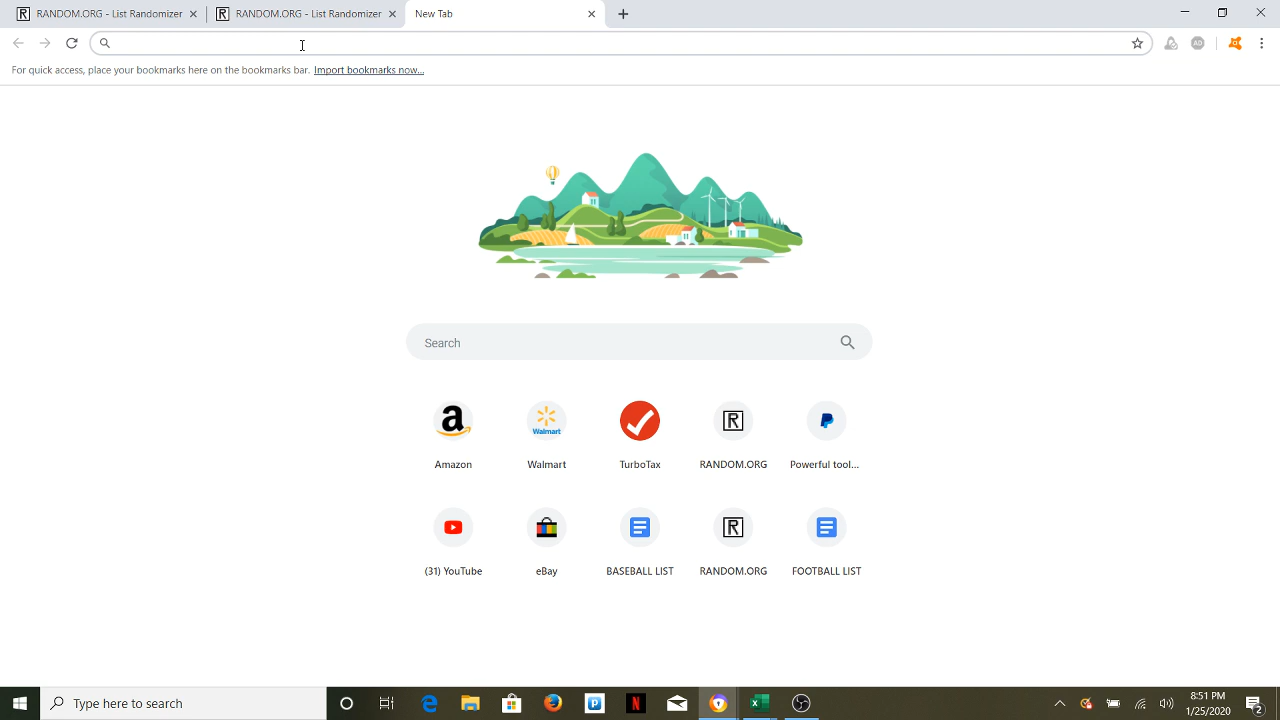 RANDOM.ORG - List Randomizer
RANDOM.ORG - List Randomizer
New Tab
For quick access, place your bookmarks here on the bookmarks bar. Import bookmarks now...
Search
a
Walmart
R
Amazon
Walmart
TurboTax
RANDOM.ORG
Powerful tool...
R
(31) YouTube
eBay
BASEBALL LIST
RANDOM.ORG
FOOTBALL LIST
Type here to search
8:51 PM
1/25/2020
2